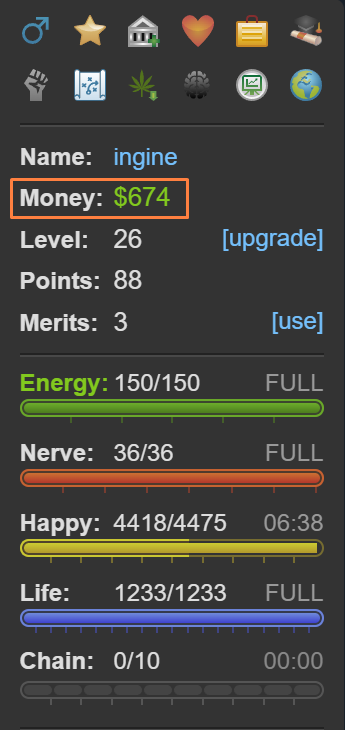 Name: ingine
Money: $674
Level: 26 [upgrade]
Points: 88
Merits: 3 [use]
Energy: 150/150 FULL
Nerve: 36/36 FULL
Happy: 4418/4475 06:38
Life: 1233/1233 FULL
Chain: 0/10 00:00